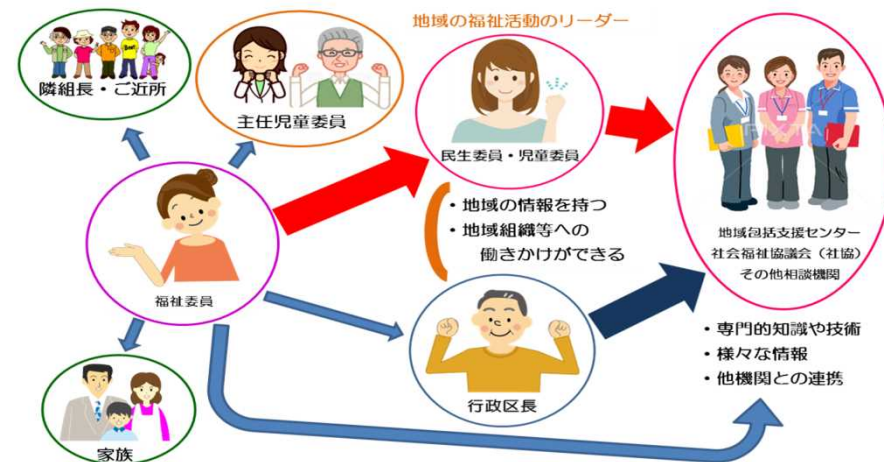 地域の福祉活動のリーダー
隣組長・ご近所
主任児童委員
民生委員・児童委員
・地域の情報を持つ
・地域組織等への
働きかけができる
福祉委員
地域包括支援センター
社会福祉協議会（社協）
その他相談機関
・専門的知識や技術
・様々な情報
・他機関との連携
行政区長
家族